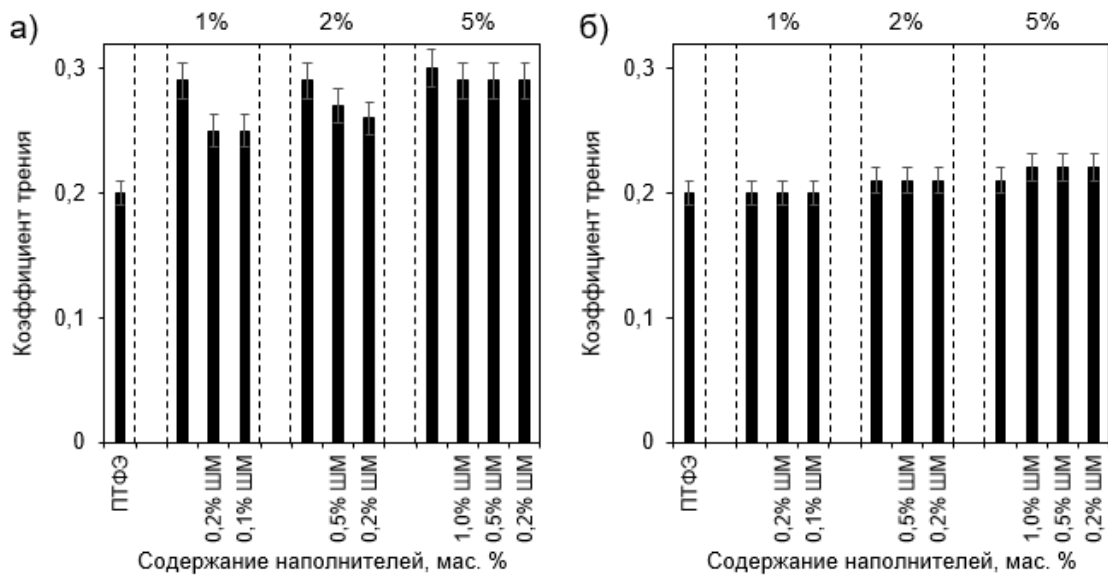 а)
1% 2% 5%
Коэффициент трения
0,3
0,2
0,1
0
ПТФЭ
0,2% ШМ
0,1% ШМ
0,5% ШМ
0,2% ШМ
1,0% ШМ
0,5% ШМ
0,2% ШМ
Содержание наполнителей, мас. %
б)
1% 2% 5%
Коэффициент трения
0,3
0,2
0,1
0
ПТФЭ
0,2% ШМ
0,1% ШМ
0,5% ШМ
0,2% ШМ
1,0% ШМ
0,5% ШМ
0,2% ШМ
Содержание наполнителей, мас. %